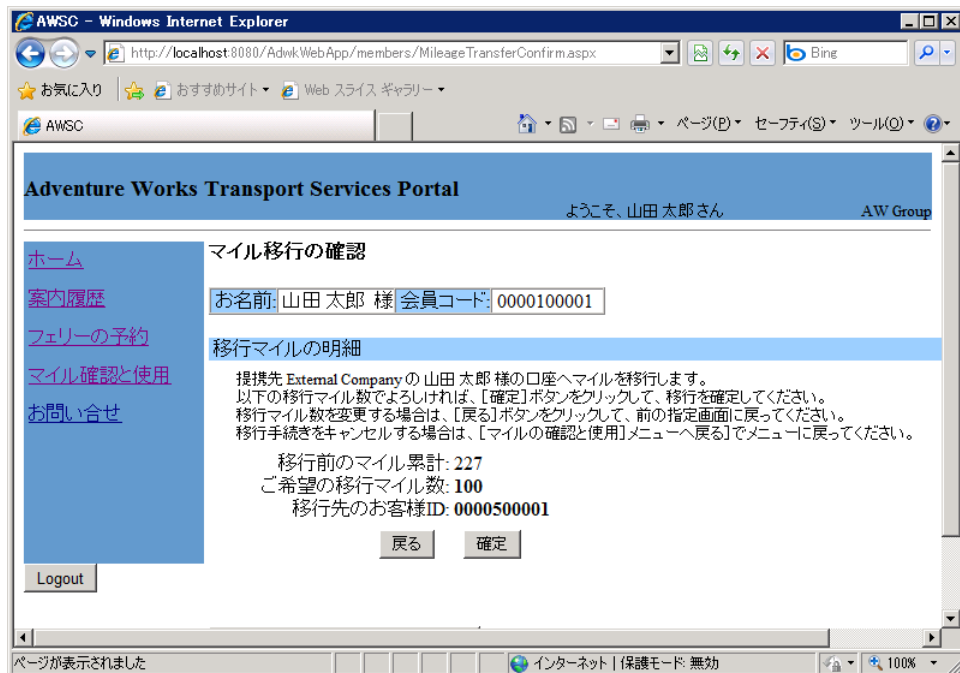 AWSC - Windows Internet Explorer
http://localhost:8080/AdwkWebApp/members/MileageTransferConfirm.aspx
Bing
お気に入り
おすすめサイト
Web スライス ギャラリー
AWSC
ページ(P)
セーフティ(S)
ツール(O)
Adventure Works Transport Services Portal
ようこそ、山田 太郎 さん
AW Group
ホーム
案内履歴
フェリーの予約
マイル確認と使用
お問い合せ
Logout
マイル移行の確認
お名前: 山田 太郎 様 会員コード: 0000100001
移行マイルの明細
提携先 External Company の 山田 太郎 様の口座へマイルを移行します。
以下の移行マイル数でよろしければ、[確定]ボタンをクリックして、移行を確定してください。
移行マイル数を変更する場合は、[戻る]ボタンをクリックして、前の指定画面に戻ってください。
移行手続きをキャンセルする場合は、[マイルの確認と使用]メニューへ戻る]でメニューに戻ってください。
移行前のマイル累計: 227
ご希望の移行マイル数: 100
移行先のお客様ID: 0000500001
戻る 確定
ページが表示されました
インターネット | 保護モード: 無効
100%